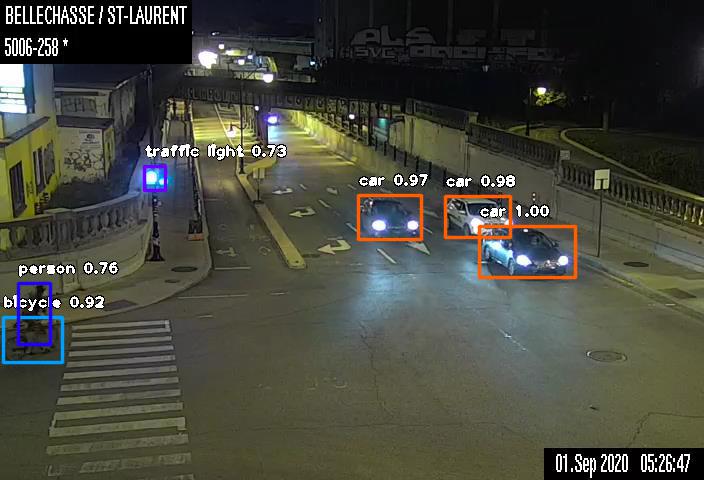 BELLECHASSE / ST-LAURENT
5006-258 *
traffic light 0.73
car 0.97
car 0.98
car 1.00
person 0.76
bicycle 0.92
01.Sep 2020 05:26:47